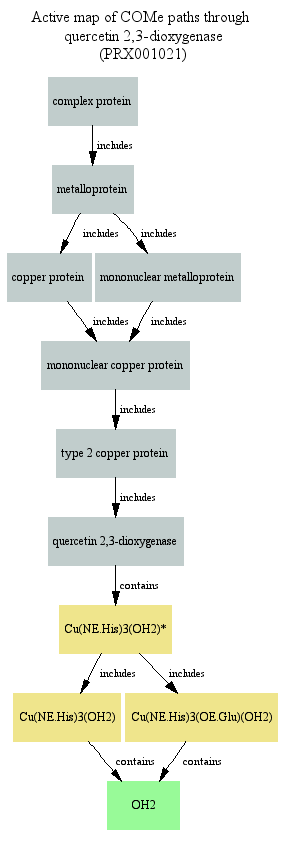 Active map of COMe paths through
quercetin 2,3-dioxygenase
(PRX001021)
complex protein
includes
metalloprotein
includes includes
copper protein mononuclear metalloprotein
includes includes
mononuclear copper protein
includes
type 2 copper protein
includes
quercetin 2,3-dioxygenase
contains
Cu(NE.His)3(OH2)*
includes includes
Cu(NE.His)3(OH2) Cu(NE.His)3(OE.Glu)(OH2)
contains contains
OH2